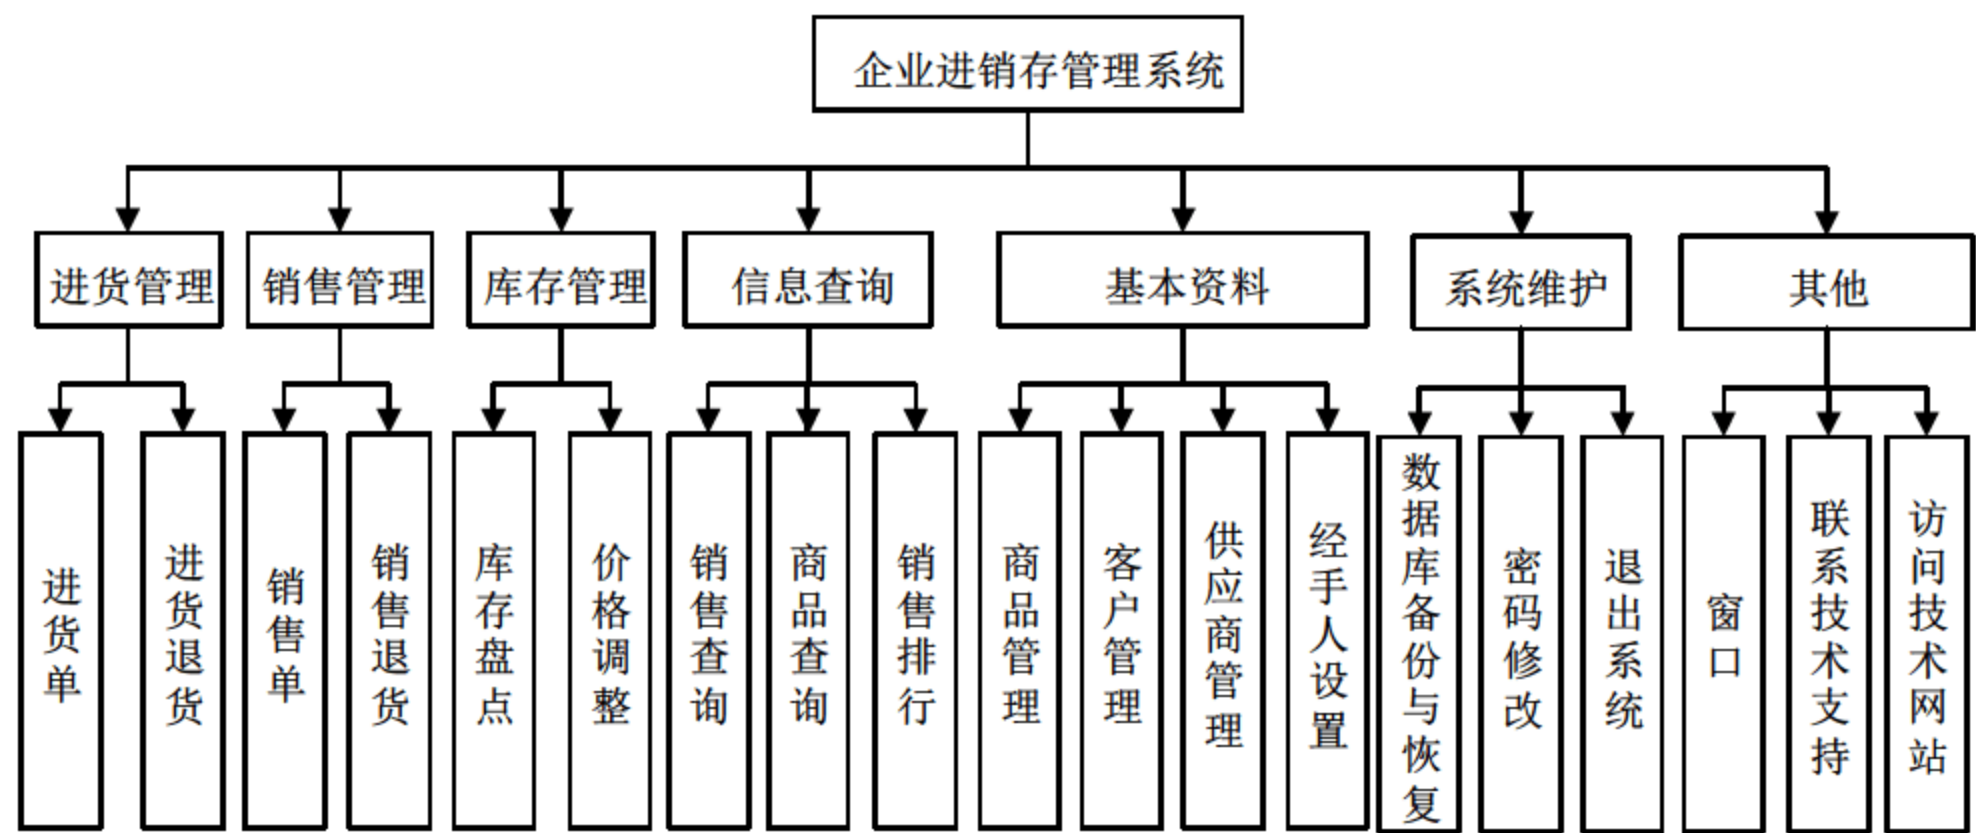 企业进销存管理系统
进货管理
销售管理
库存管理
信息查询
基本资料
系统维护
其他
进货单
进货退货
销售单
销售退货
库存盘点
价格调整
销售查询
商品查询
销售排行
商品管理
客户管理
供应商管理
经手人设置
数据库备份与恢复
密码修改
退出系统
窗口
联系技术支持
访问技术网站